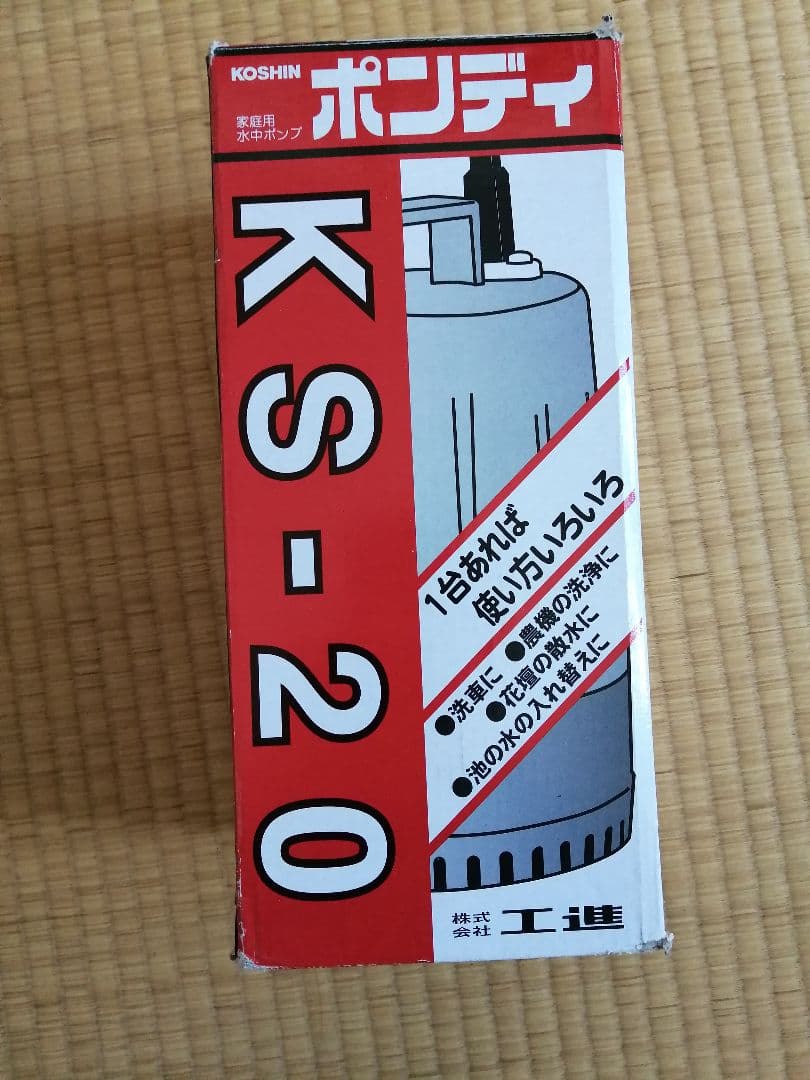 KOSHIN
家庭用
水中ポンプ
ポンディ
KS-20
1台あれば
使い方いろいろ
●洗車に ●農機の洗浄に
●花壇の散水に
●池の水の入れ替えに
株式
会社
工進